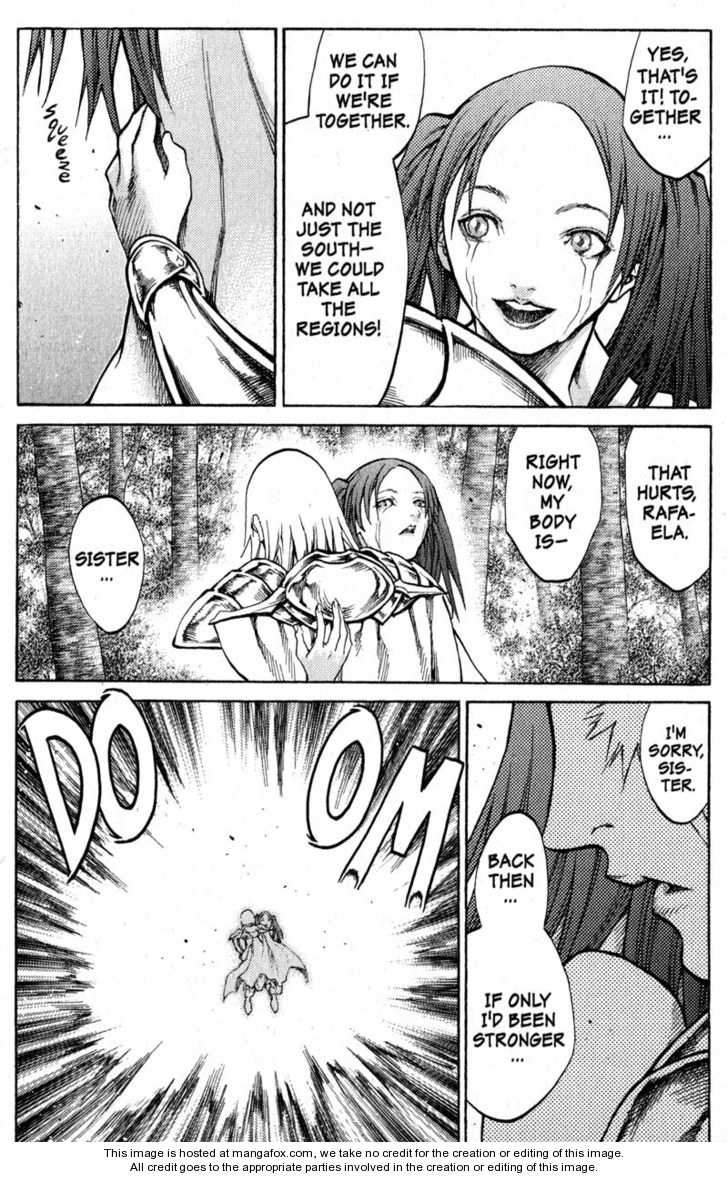 YES,
THAT'S
IT! TO-
GETHER
...
WE CAN
DO IT IF
WE'RE
TOGETHER.
AND NOT
JUST THE
SOUTH—
WE COULD
TAKE ALL
THE
REGIONS!
squeeze
THAT
HURTS,
RAFA-
ELA.
RIGHT
NOW,
MY
BODY
IS—
SISTER
...
I'M
SORRY,
SIS-
TER.
BACK
THEN
...
IF ONLY
I'D BEEN
STRONGER
...
DOOM
This image is hosted at mangafox.com, we take no credit for the creation or editing of this image.
All credit goes to the appropriate parties involved in the creation or editing of this image.